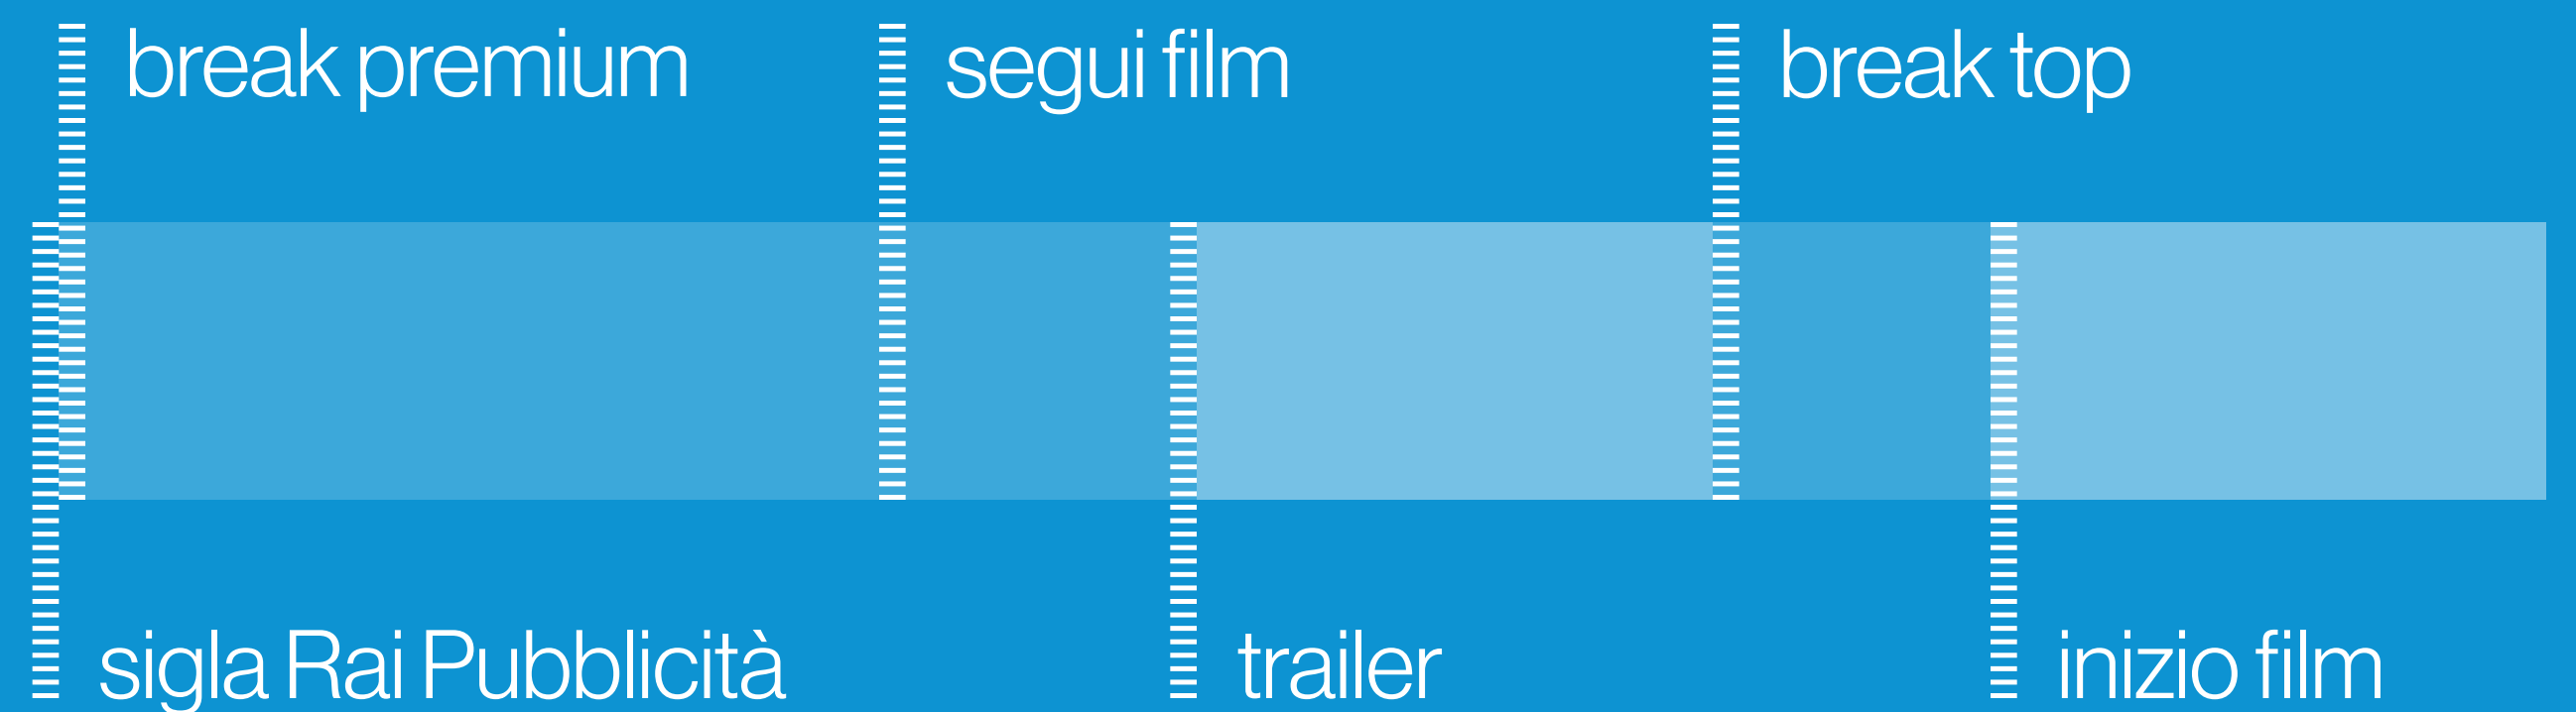 break premium
segui film
break top
sigla Rai Pubblicità
trailer
inizio film